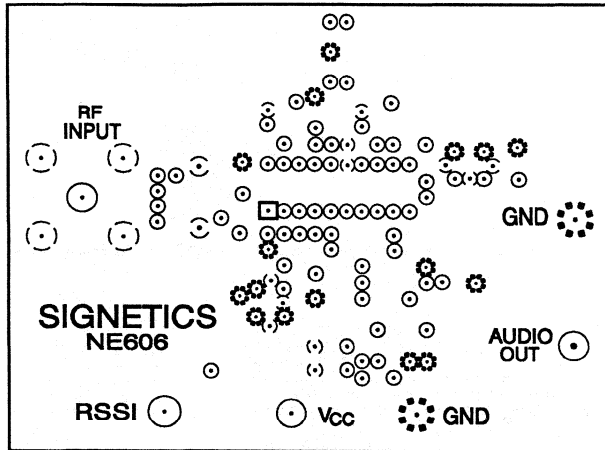 RF
INPUT
GND
SIGNETICS
NE606
AUDIO
OUT
RSSI
VCC
GND